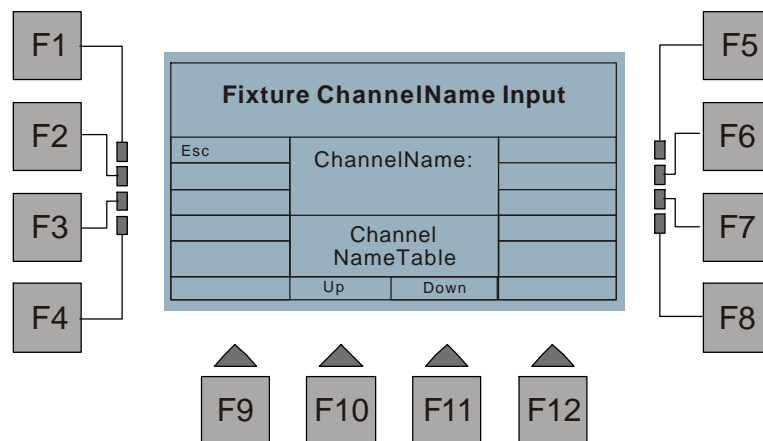 F1
F5
Fixture ChannelName Input
F2
F6
Esc
ChannelName:
F3
F7
Channel
NameTable
Up
Down
F4
F8
F9
F10
F11
F12